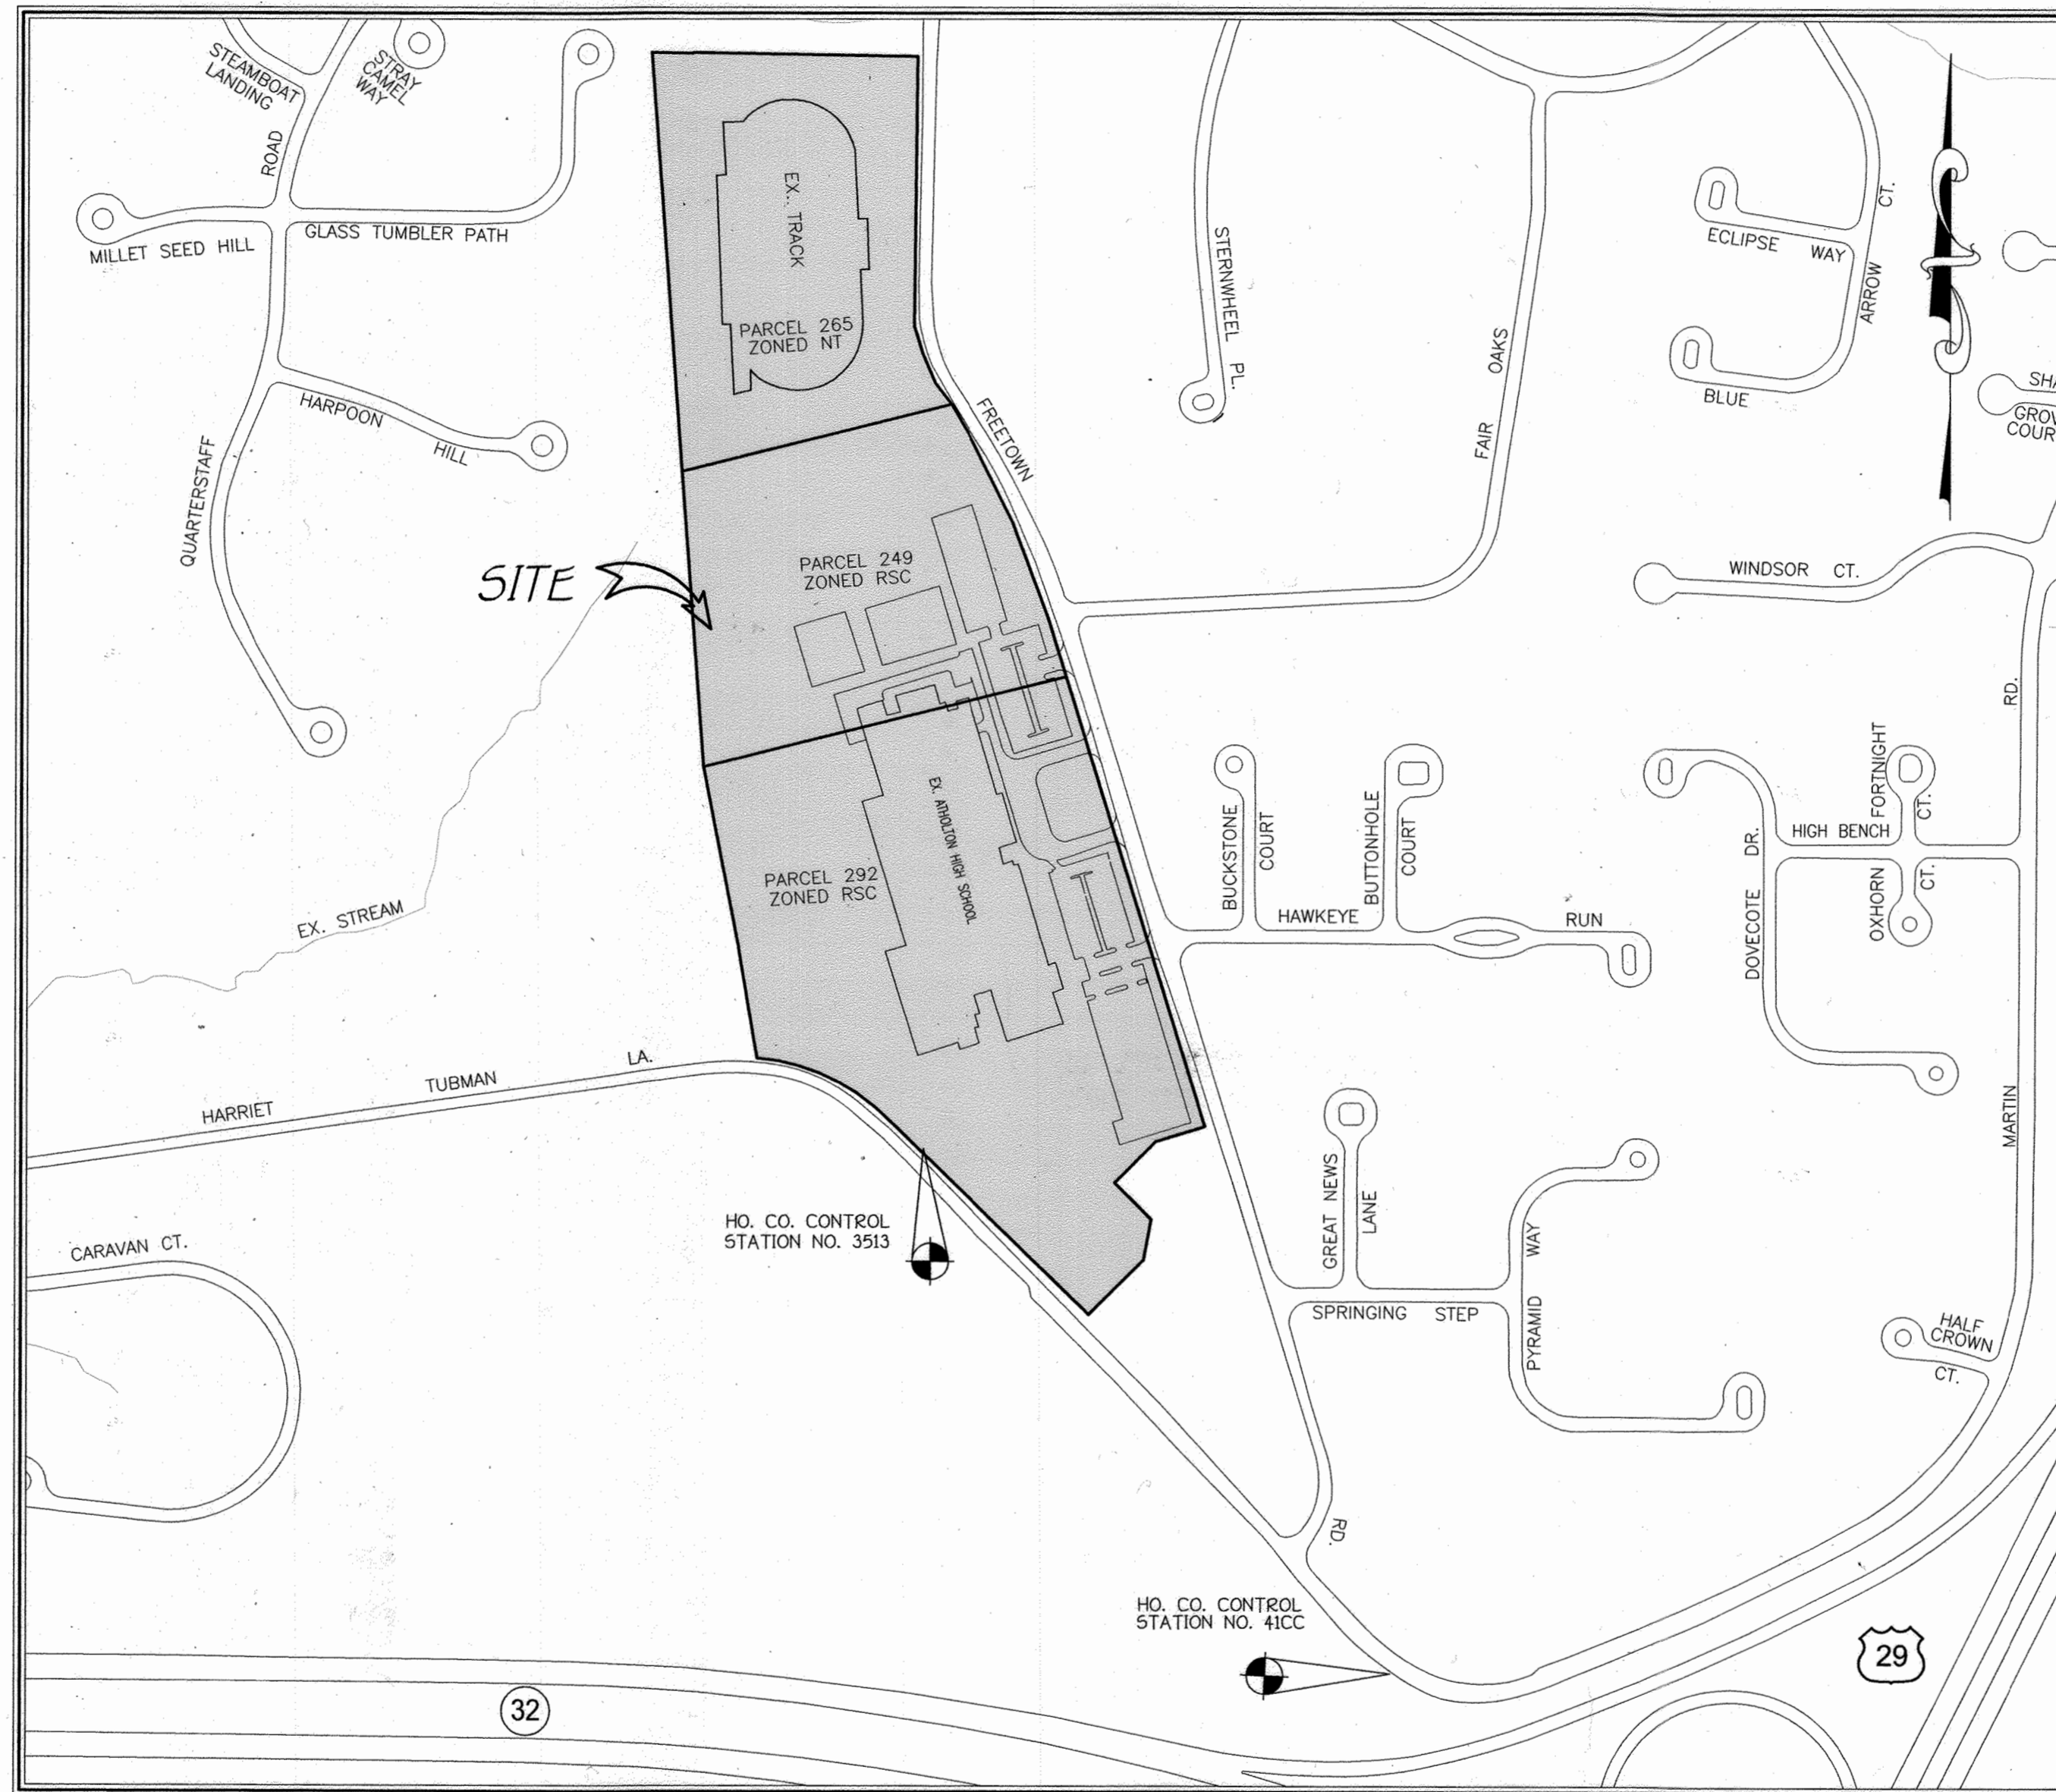 STEAMBOAT
LANDING
STRAY
CAMEL
WAY
ROAD
MILLET SEED HILL
GLASS TUMBLER PATH
HARPOON
HILL
QUARTERSTAFF
EX. TRACK
PARCEL 265
ZONED NT
FREETOWN
STERNWHEEL PL.
FAIR OAKS
ECLIPSE WAY
ARROW CT.
BLUE
SHA
GROV
COUR
WINDSOR CT.
SITE
PARCEL 249
ZONED RSC
EX. ATHOLTON HIGH SCHOOL
PARCEL 292
ZONED RSC
EX. STREAM
BUCKSTONE
COURT
BUTTONHOLE
COURT
HAWKEYE RUN
DOVECOTE DR.
HIGH BENCH
FORTNIGHT
CT.
OXHORN
CT.
MARTIN RD.
HARRIET TUBMAN LA.
HO. CO. CONTROL
STATION NO. 3513
CARAVAN CT.
GREAT NEWS
LANE
SPRINGING STEP
PYRAMID WAY
HALF
CROWN
CT.
RD.
HO. CO. CONTROL
STATION NO. 41CC
32
29